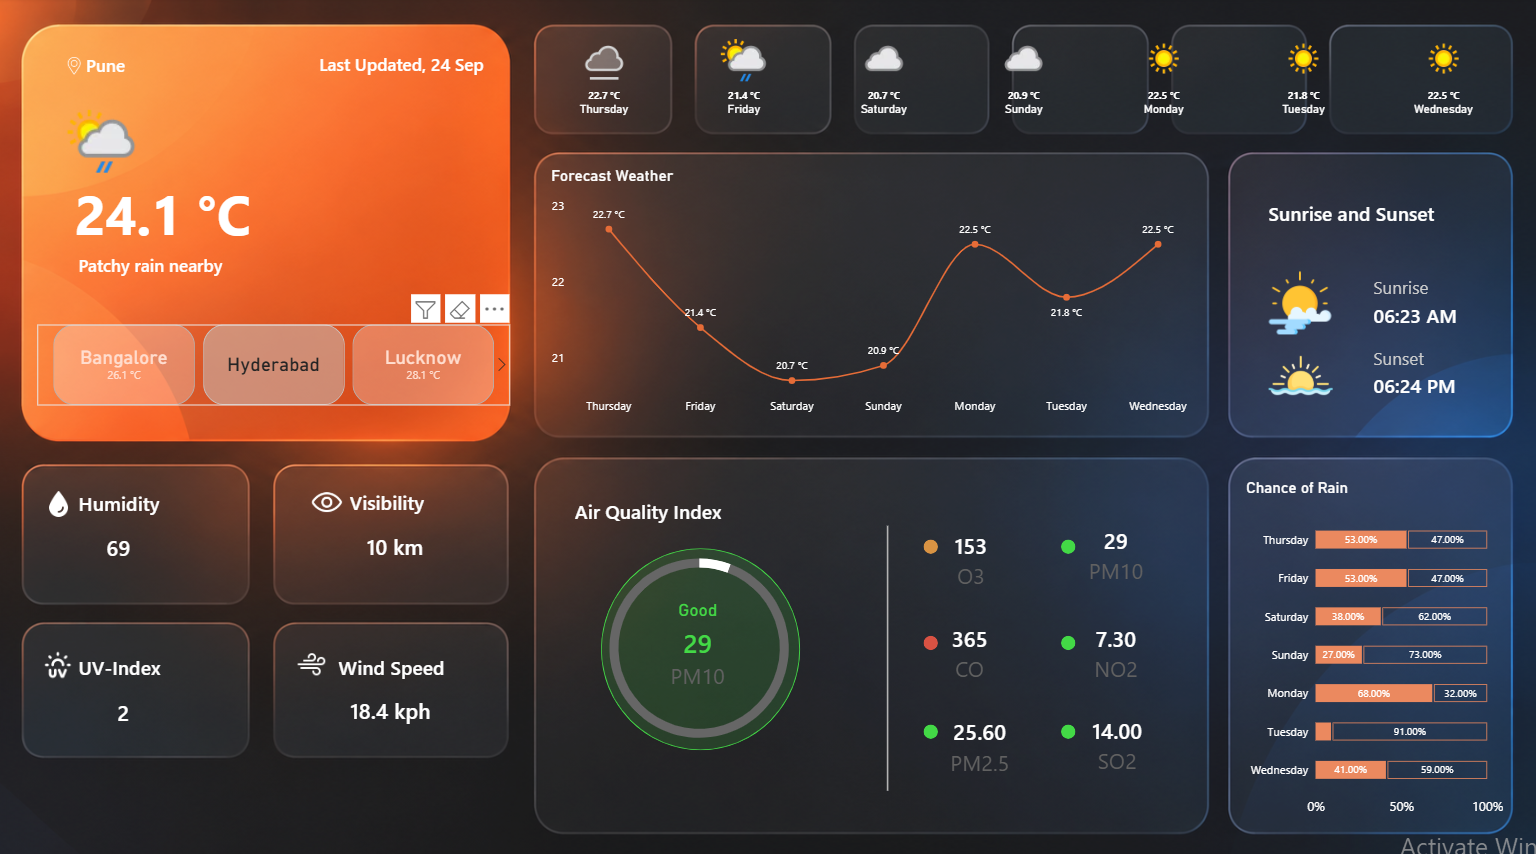 Pune
Last Updated, 24 Sep
24.1 °C
Patchy rain nearby
Bangalore
26.1 °C
Hyderabad
Lucknow
28.1 °C
22.7 °C
Thursday
21.4 °C
Friday
20.7 °C
Saturday
20.9 °C
Sunday
22.5 °C
Monday
21.8 °C
Tuesday
22.5 °C
Wednesday
Forecast Weather
23
22
21
22.7 °C
21.4 °C
20.7 °C
20.9 °C
22.5 °C
21.8 °C
22.5 °C
Thursday
Friday
Saturday
Sunday
Monday
Tuesday
Wednesday
Sunrise and Sunset
Sunrise
06:23 AM
Sunset
06:24 PM
Humidity
69
Visibility
10 km
UV
UV-Index
2
Wind Speed
18.4 kph
Air Quality Index
Good
29
PM10
153
O3
29
PM10
365
CO
7.30
NO2
25.60
PM2.5
14.00
SO2
Chance of Rain
Thursday 53.00% 47.00%
Friday 53.00% 47.00%
Saturday 38.00% 62.00%
Sunday 27.00% 73.00%
Monday 68.00% 32.00%
Tuesday 91.00%
Wednesday 41.00% 59.00%
0% 50% 100%
Activate Win